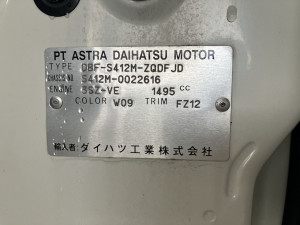 PT ASTRA DAIHATSU MOTOR
TYPE DBF-S412M-ZQDFJD
CHASSIS NO. S412M-0022616
ENGINE 3SZ-VE 1495 CC
COLOR W09 TRIM FZ12
輸入者:ダイハツ工業株式会社